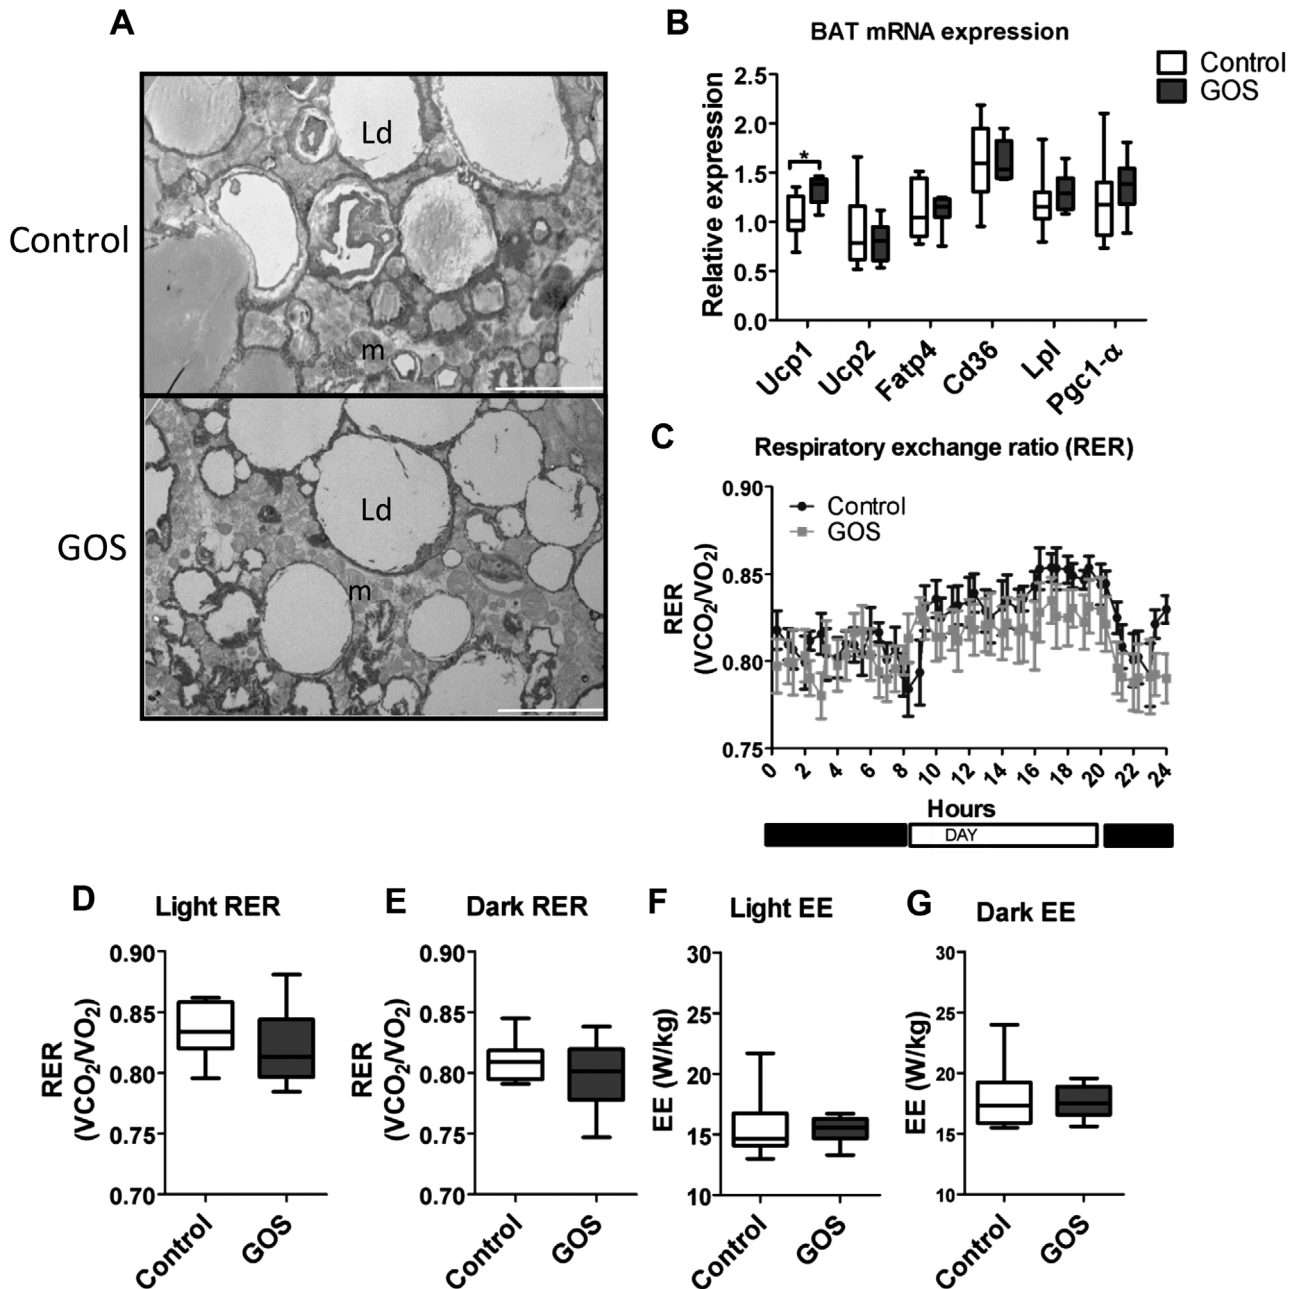 A
Control
Ld
m
GOS
Ld
m
B
BAT mRNA expression
Control
GOS
Relative expression
2.5
2.0
1.5
1.0
0.5
0.0
*
Ucp1
Ucp2
Fatp4
Cd36
Lpl
Pgc1-α
C
Respiratory exchange ratio (RER)
Control
GOS
RER
(VCO₂/VO₂)
0.90
0.85
0.80
0.75
0
2
4
6
8
10
12
14
16
18
20
22
24
Hours
DAY
D
Light RER
RER
(VCO₂/VO₂)
0.90
0.85
0.80
0.75
0.70
Control
GOS
E
Dark RER
RER
(VCO₂/VO₂)
0.90
0.85
0.80
0.75
0.70
Control
GOS
F
Light EE
EE (W/kg)
30
25
20
15
10
Control
GOS
G
Dark EE
EE (W/kg)
30
25
20
15
10
Control
GOS